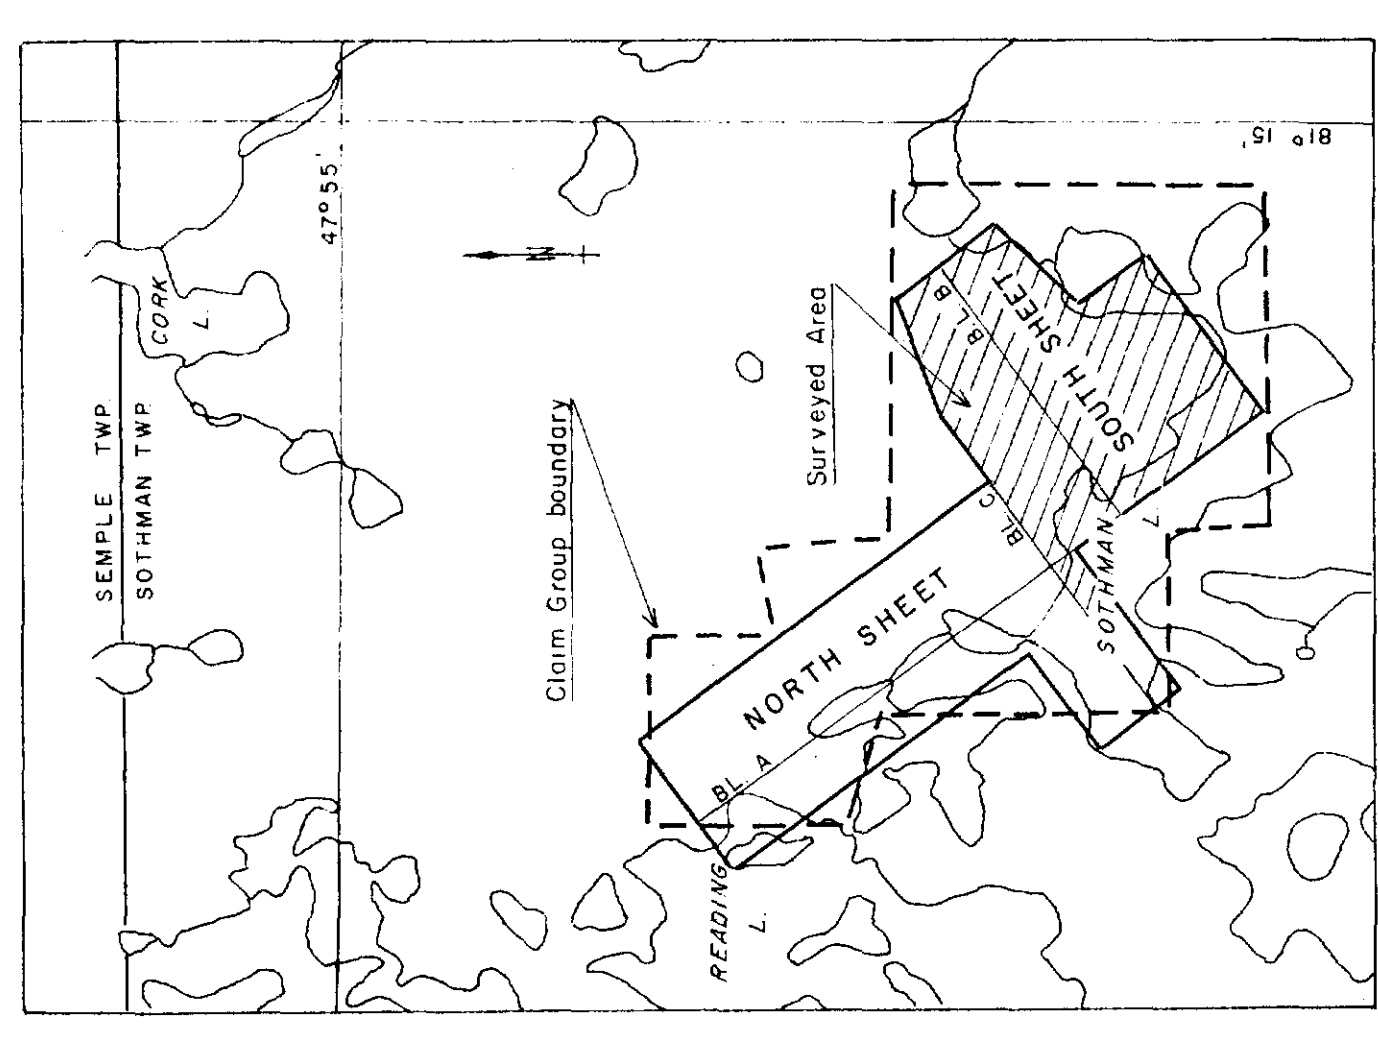 SEMPLE TWP.
SOTHMAN TWP.
CORK
L.
47° 55'
N
81° 15'
Claim Group boundary
Surveyed Area
BL B
BL B
SOUTH SHEET
BL C
NORTH SHEET
BL. A
SOTHMAN
L.
READING
L.